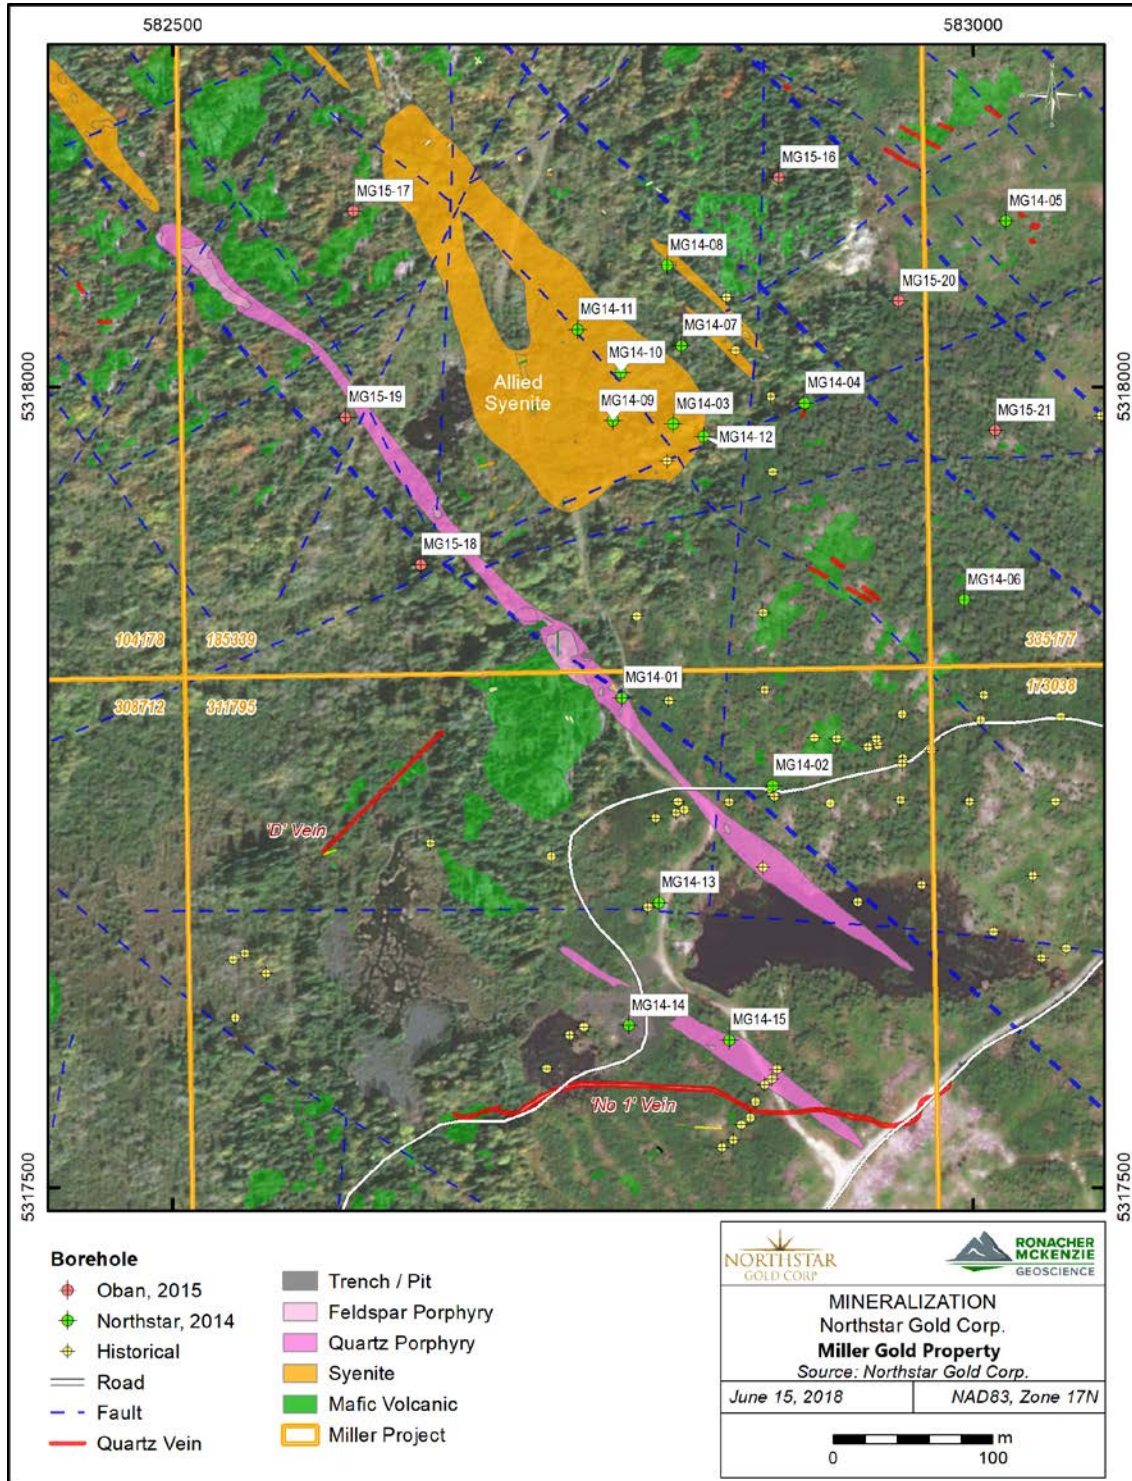 582500
583000
MG15-16
MG15-17
MG14-05
MG14-08
MG15-20
MG14-11
MG14-07
MG14-10
5318000
5318000
Allied
Syenite
MG15-19
MG14-09
MG14-03
MG14-04
MG15-21
MG14-12
MG15-18
MG14-06
104178
185339
335177
308712
311795
MG14-01
173038
MG14-02
'D' Vein
MG14-13
MG14-14
MG14-15
'No 1' Vein
5317500
5317500
Borehole
Oban, 2015
Northstar, 2014
Historical
Road
Fault
Quartz Vein
Trench / Pit
Feldspar Porphyry
Quartz Porphyry
Syenite
Mafic Volcanic
Miller Project
NORTHSTAR
GOLD CORP
RONACHER
MCKENZIE
GEOSCIENCE
MINERALIZATION
Northstar Gold Corp.
Miller Gold Property
Source: Northstar Gold Corp.
June 15, 2018
NAD83, Zone 17N
m
0
100